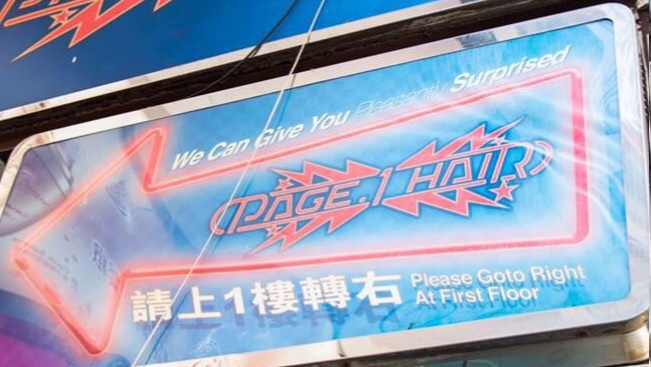 We Can Give You Pleasantly Surprised
PAGE.1 HAIR
請上1樓轉右
Please Goto Right
At First Floor